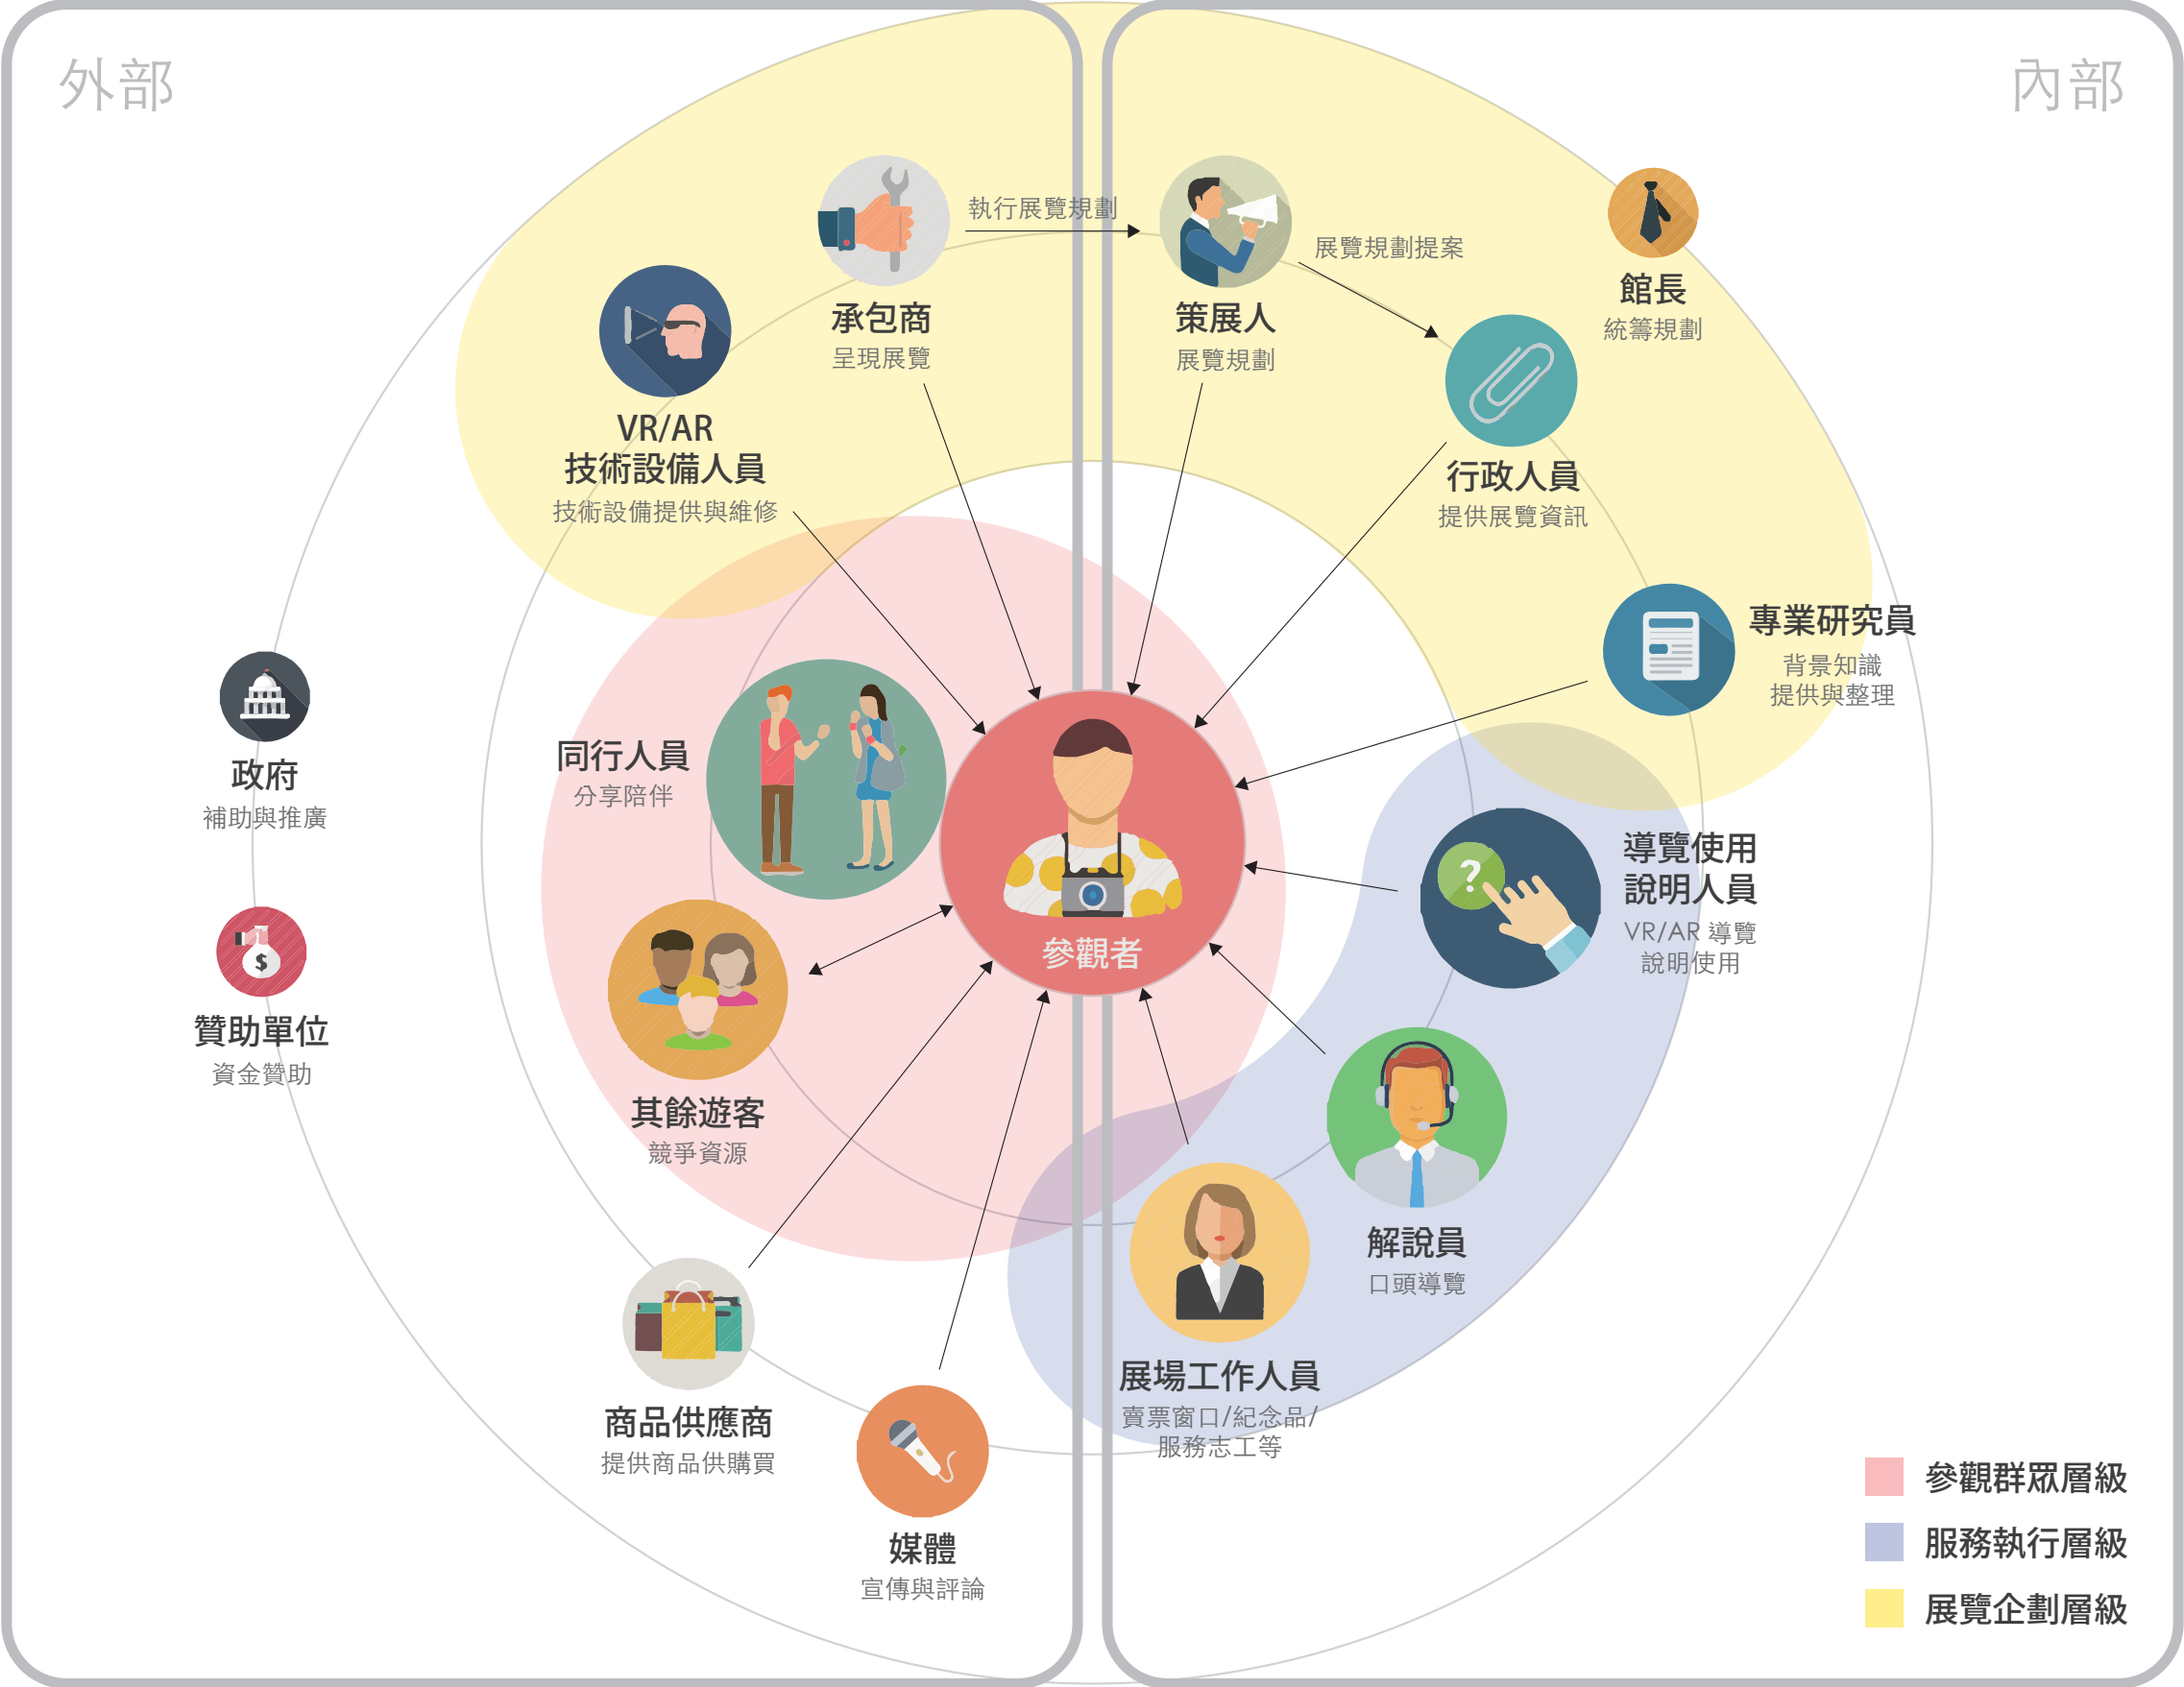 外部
內部
執行展覽規劃
展覽規劃提案
承包商
呈現展覽
策展人
展覽規劃
館長
統籌規劃
VR/AR
技術設備人員
技術設備提供與維修
行政人員
提供展覽資訊
專業研究員
背景知識
提供與整理
政府
補助與推廣
同行人員
分享陪伴
參觀者
導覽使用
說明人員
VR/AR 導覽
說明使用
贊助單位
資金贊助
其餘遊客
競爭資源
解說員
口頭導覽
展場工作人員
賣票窗口/紀念品/
服務志工等
商品供應商
提供商品供購買
媒體
宣傳與評論
參觀群眾層級
服務執行層級
展覽企劃層級